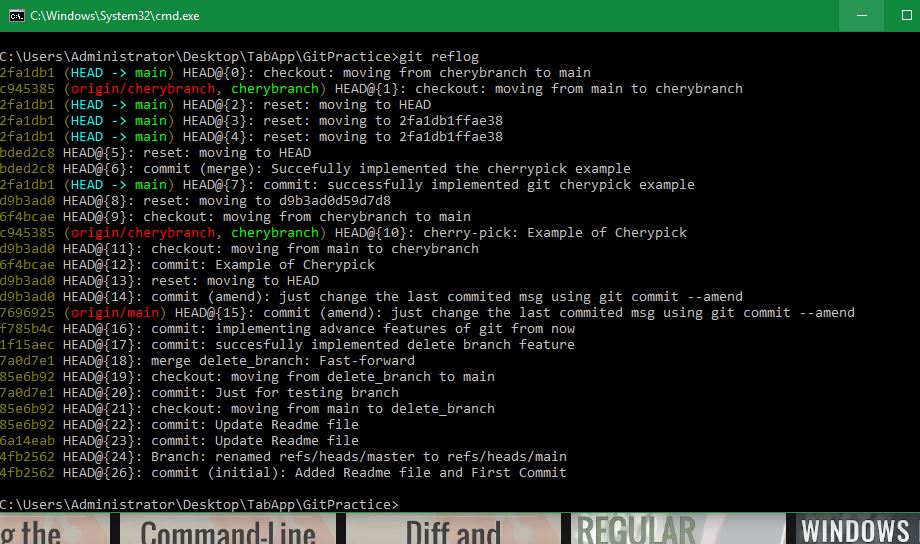 C:\Windows\System32\cmd.exe
C:\Users\Administrator\Desktop\TabApp\GitPractice>git reflog
2fa1db1 (HEAD -> main) HEAD@{0}: checkout: moving from cherybranch to main
c945385 (origin/cherybranch, cherybranch) HEAD@{1}: checkout: moving from main to cherybranch
2fa1db1 (HEAD -> main) HEAD@{2}: reset: moving to HEAD
2fa1db1 (HEAD -> main) HEAD@{3}: reset: moving to 2fa1db1ffae38
2fa1db1 (HEAD -> main) HEAD@{4}: reset: moving to 2fa1db1ffae38
bded2c8 HEAD@{5}: reset: moving to HEAD
bded2c8 HEAD@{6}: commit (merge): Succefully implemented the cherrypick example
2fa1db1 (HEAD -> main) HEAD@{7}: commit: successfully implemented git cherypick example
d9b3ad0 HEAD@{8}: reset: moving to d9b3ad0d59d7d8
6f4bcae HEAD@{9}: checkout: moving from cherybranch to main
c945385 (origin/cherybranch, cherybranch) HEAD@{10}: cherry-pick: Example of Cherypick
d9b3ad0 HEAD@{11}: checkout: moving from main to cherybranch
6f4bcae HEAD@{12}: commit: Example of Cherypick
d9b3ad0 HEAD@{13}: reset: moving to HEAD
d9b3ad0 HEAD@{14}: commit (amend): just change the last commited msg using git commit --amend
7696925 (origin/main) HEAD@{15}: commit (amend): just change the last commited msg using git commit --amend
f785b4c HEAD@{16}: commit: implementing advance features of git from now
1f15aec HEAD@{17}: commit: succesfully implemented delete branch feature
7a0d7e1 HEAD@{18}: merge delete_branch: Fast-forward
85e6b92 HEAD@{19}: checkout: moving from delete_branch to main
7a0d7e1 HEAD@{20}: commit: Just for testing branch
85e6b92 HEAD@{21}: checkout: moving from main to delete_branch
85e6b92 HEAD@{22}: commit: Update Readme file
6a14eab HEAD@{23}: commit: Update Readme file
4fb2562 HEAD@{24}: Branch: renamed refs/heads/master to refs/heads/main
4fb2562 HEAD@{26}: commit (initial): Added Readme file and First Commit
C:\Users\Administrator\Desktop\TabApp\GitPractice>
g the Command-Line Diff and REGULAR WINDOWS